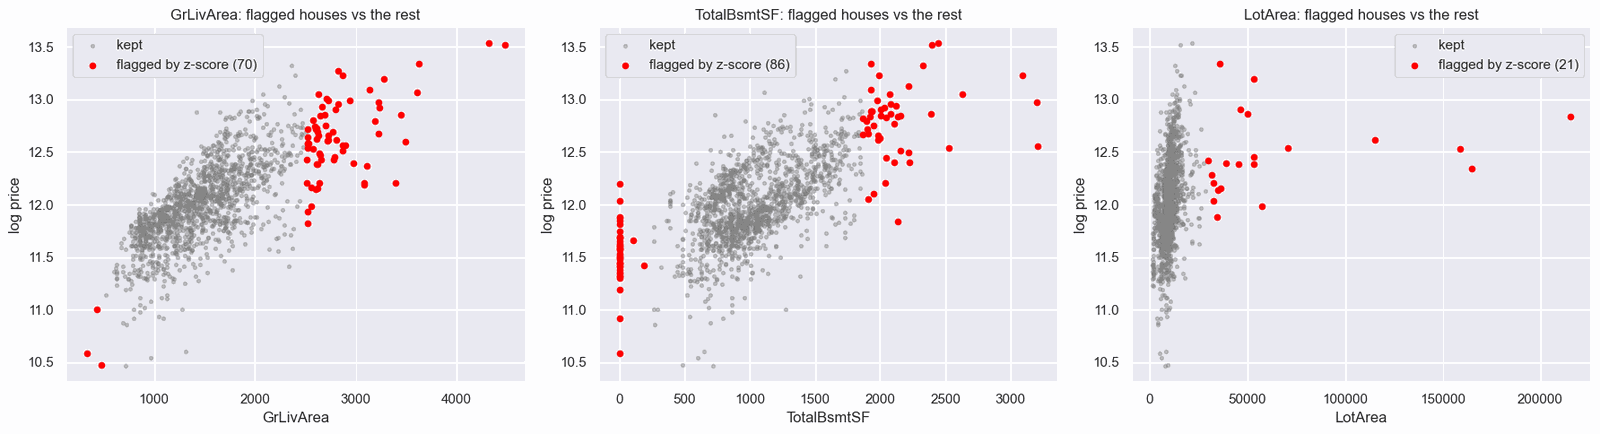 GrLivArea: flagged houses vs the rest
kept
flagged by z-score (70)
13.5
13.0
12.5
12.0
11.5
11.0
10.5
log price
1000 2000 3000 4000
GrLivArea
TotalBsmtSF: flagged houses vs the rest
kept
flagged by z-score (86)
13.5
13.0
12.5
12.0
11.5
11.0
10.5
log price
0 500 1000 1500 2000 2500 3000
TotalBsmtSF
LotArea: flagged houses vs the rest
kept
flagged by z-score (21)
13.5
13.0
12.5
12.0
11.5
11.0
10.5
log price
0 50000 100000 150000 200000
LotArea